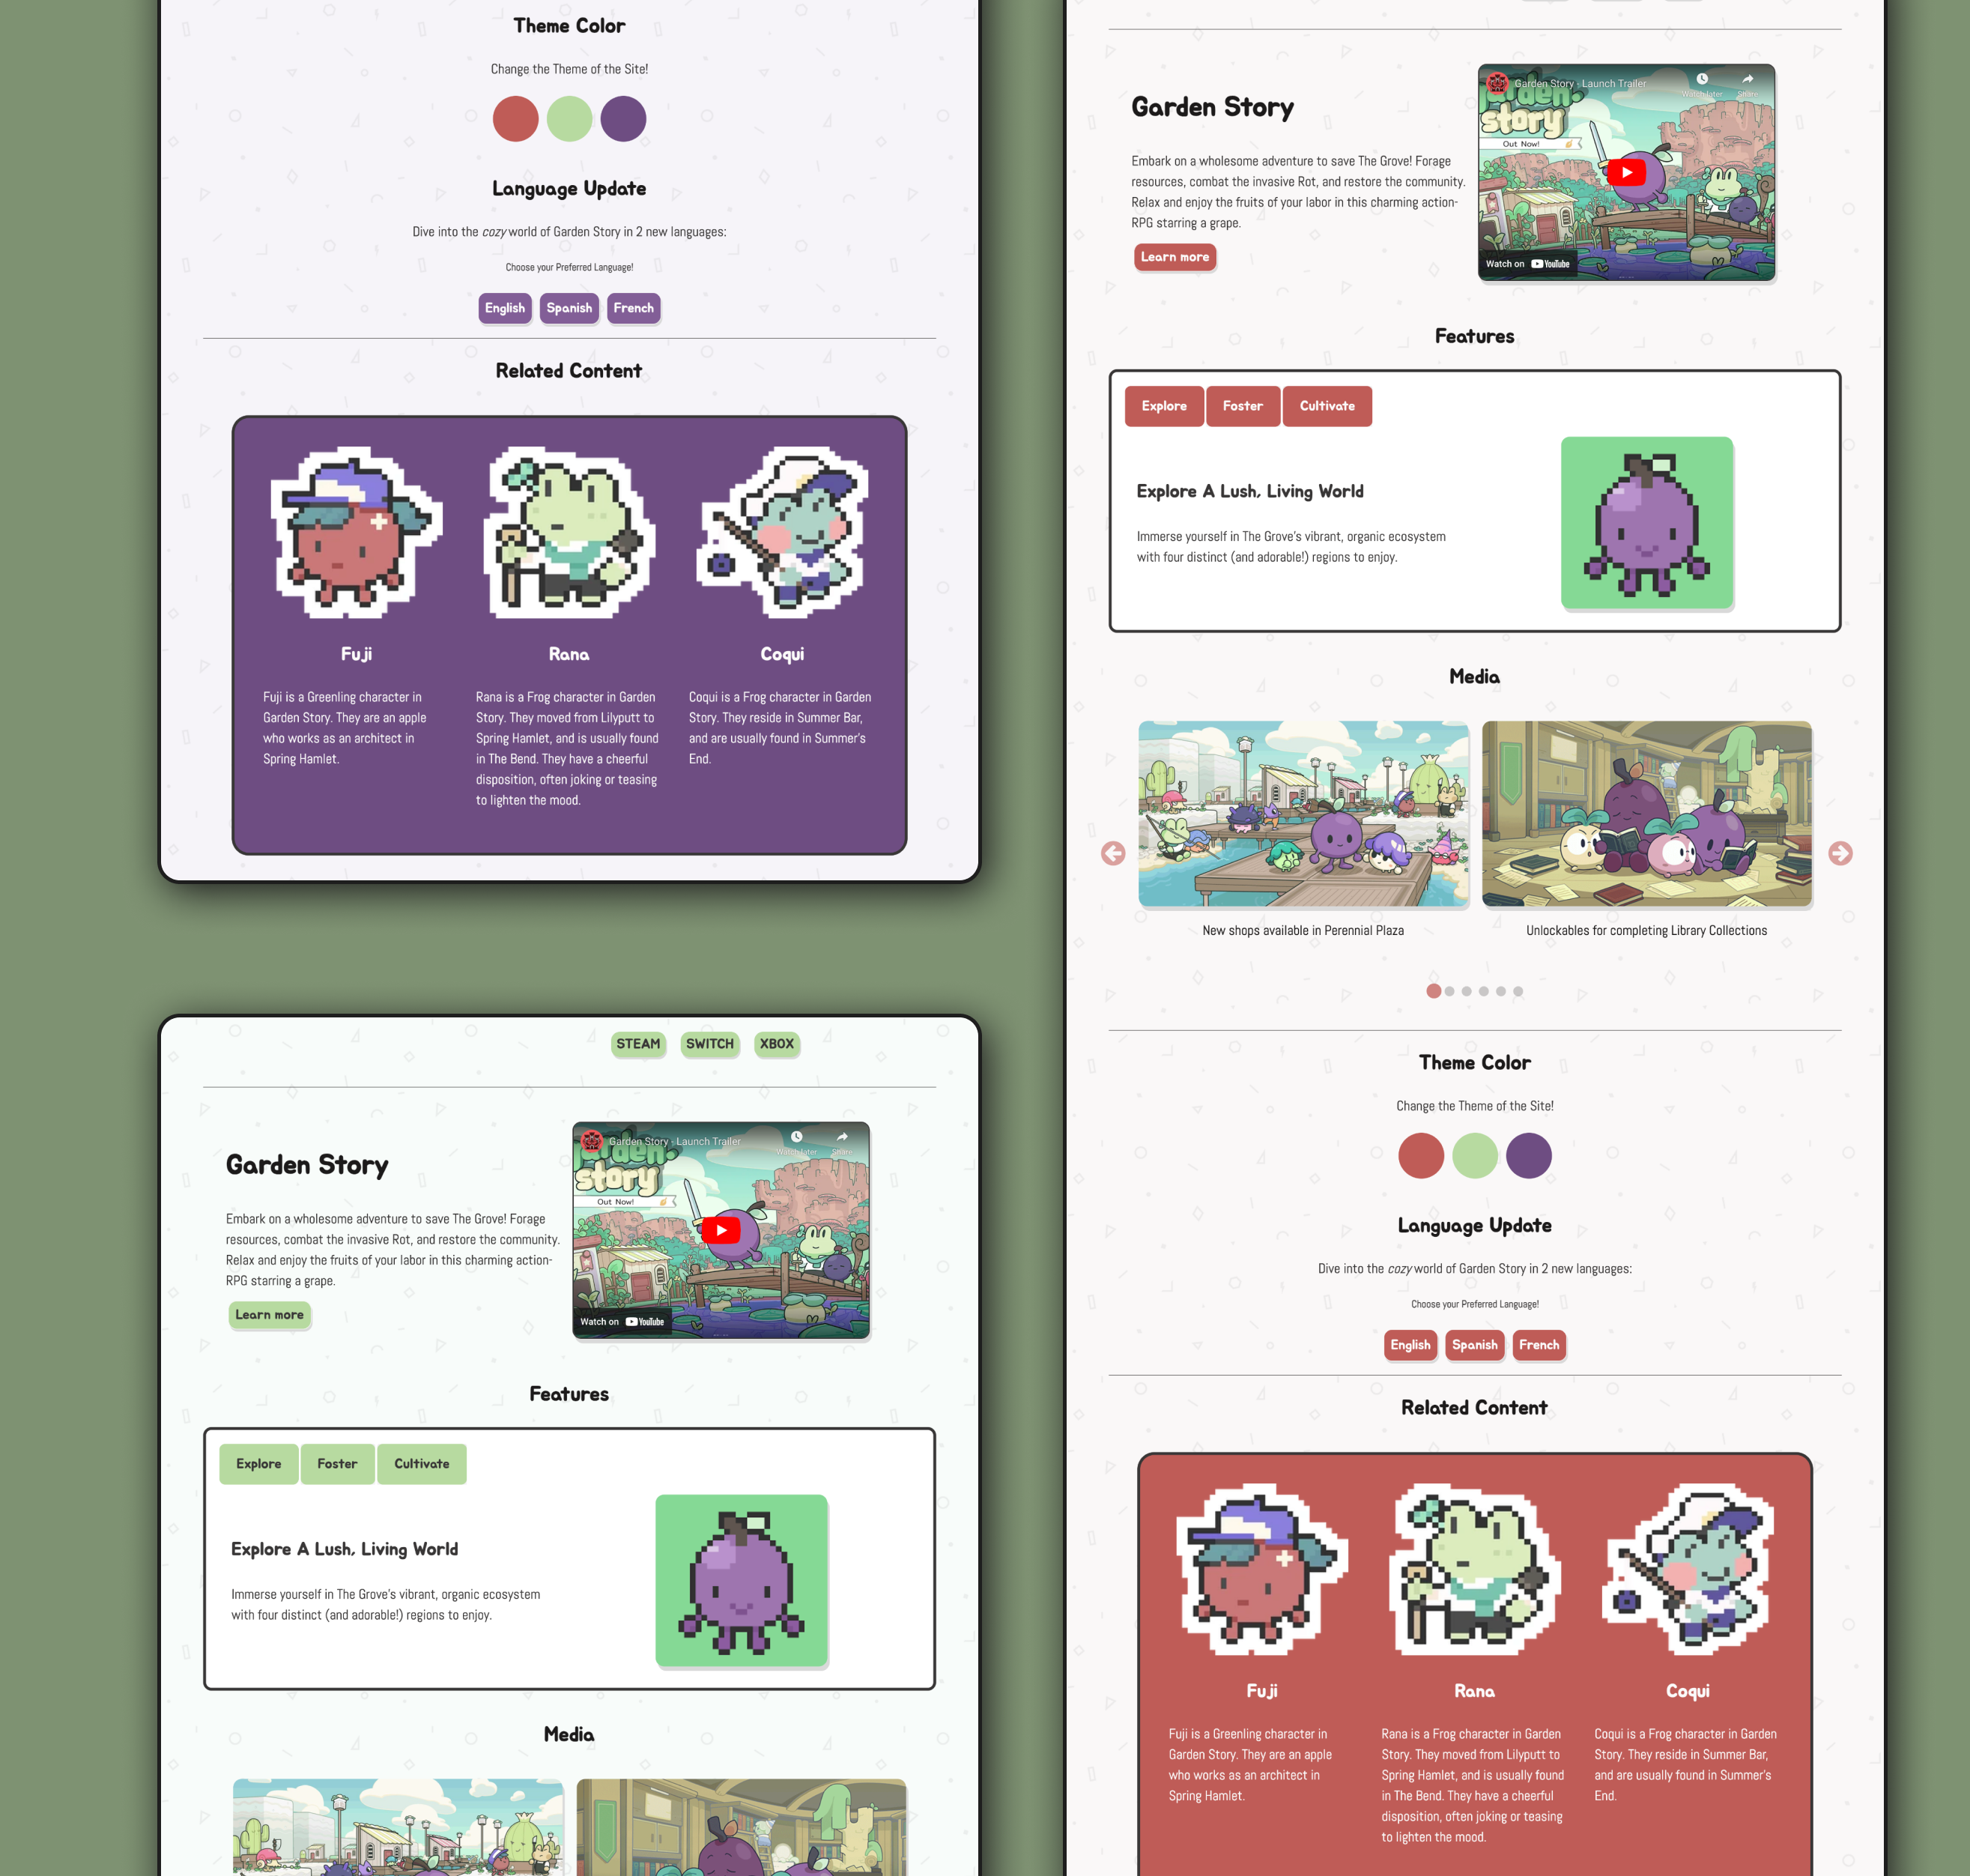 Theme Color
Change the Theme of the Site!
Language Update
Dive into the cozy world of Garden Story in 2 new languages:
Choose your Preferred Language!
English Spanish French
Related Content
Fuji
Fuji is a Greenling character in
Garden Story. They are an apple
who works as an architect in
Spring Hamlet.
Rana
Rana is a Frog character in Garden
Story. They moved from Lilyputt to
Spring Hamlet, and is usually found
in The Bend. They have a cheerful
disposition, often joking or teasing
to lighten the mood.
Coqui
Coqui is a Frog character in Garden
Story. They reside in Summer Bar,
and are usually found in Summer's
End.
STEAM SWITCH XBOX
Garden Story
Embark on a wholesome adventure to save The Grove! Forage
resources, combat the invasive Rot, and restore the community.
Relax and enjoy the fruits of your labor in this charming action-
RPG starring a grape.
Learn more
Garden Story - Launch Trailer
Watch later Share
garden.
story
Out Now!
Watch on YouTube
Features
Explore Foster Cultivate
Explore A Lush, Living World
Immerse yourself in The Grove's vibrant, organic ecosystem
with four distinct (and adorable!) regions to enjoy.
Media
Garden Story
Embark on a wholesome adventure to save The Grove! Forage
resources, combat the invasive Rot, and restore the community.
Relax and enjoy the fruits of your labor in this charming action-
RPG starring a grape.
Learn more
Garden Story - Launch Trailer
Watch later Share
garden.
story
Out Now!
Watch on YouTube
Features
Explore Foster Cultivate
Explore A Lush, Living World
Immerse yourself in The Grove's vibrant, organic ecosystem
with four distinct (and adorable!) regions to enjoy.
Media
New shops available in Perennial Plaza
Unlockables for completing Library Collections
Theme Color
Change the Theme of the Site!
Language Update
Dive into the cozy world of Garden Story in 2 new languages:
Choose your Preferred Language!
English Spanish French
Related Content
Fuji
Fuji is a Greenling character in
Garden Story. They are an apple
who works as an architect in
Spring Hamlet.
Rana
Rana is a Frog character in Garden
Story. They moved from Lilyputt to
Spring Hamlet, and is usually found
in The Bend. They have a cheerful
disposition, often joking or teasing
to lighten the mood.
Coqui
Coqui is a Frog character in Garden
Story. They reside in Summer Bar,
and are usually found in Summer's
End.